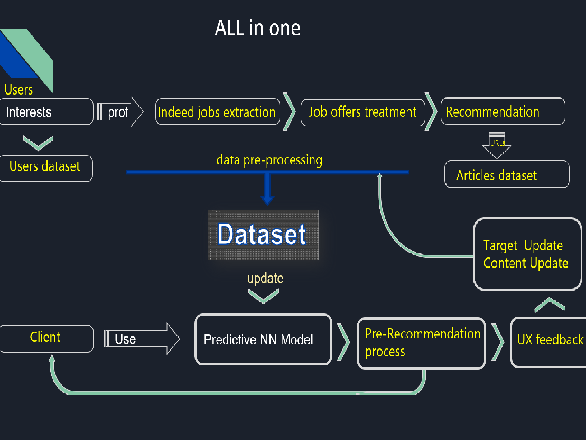 ALL in one
Users
Interests
prof
Indeed jobs extraction
Job offers treatment
Recommendation
Users dataset
data pre-processing
Articles dataset
Dataset
Target Update
Content Update
update
Client
Use
Predictive NN Model
Pre-Recommendation
process
UX feedback